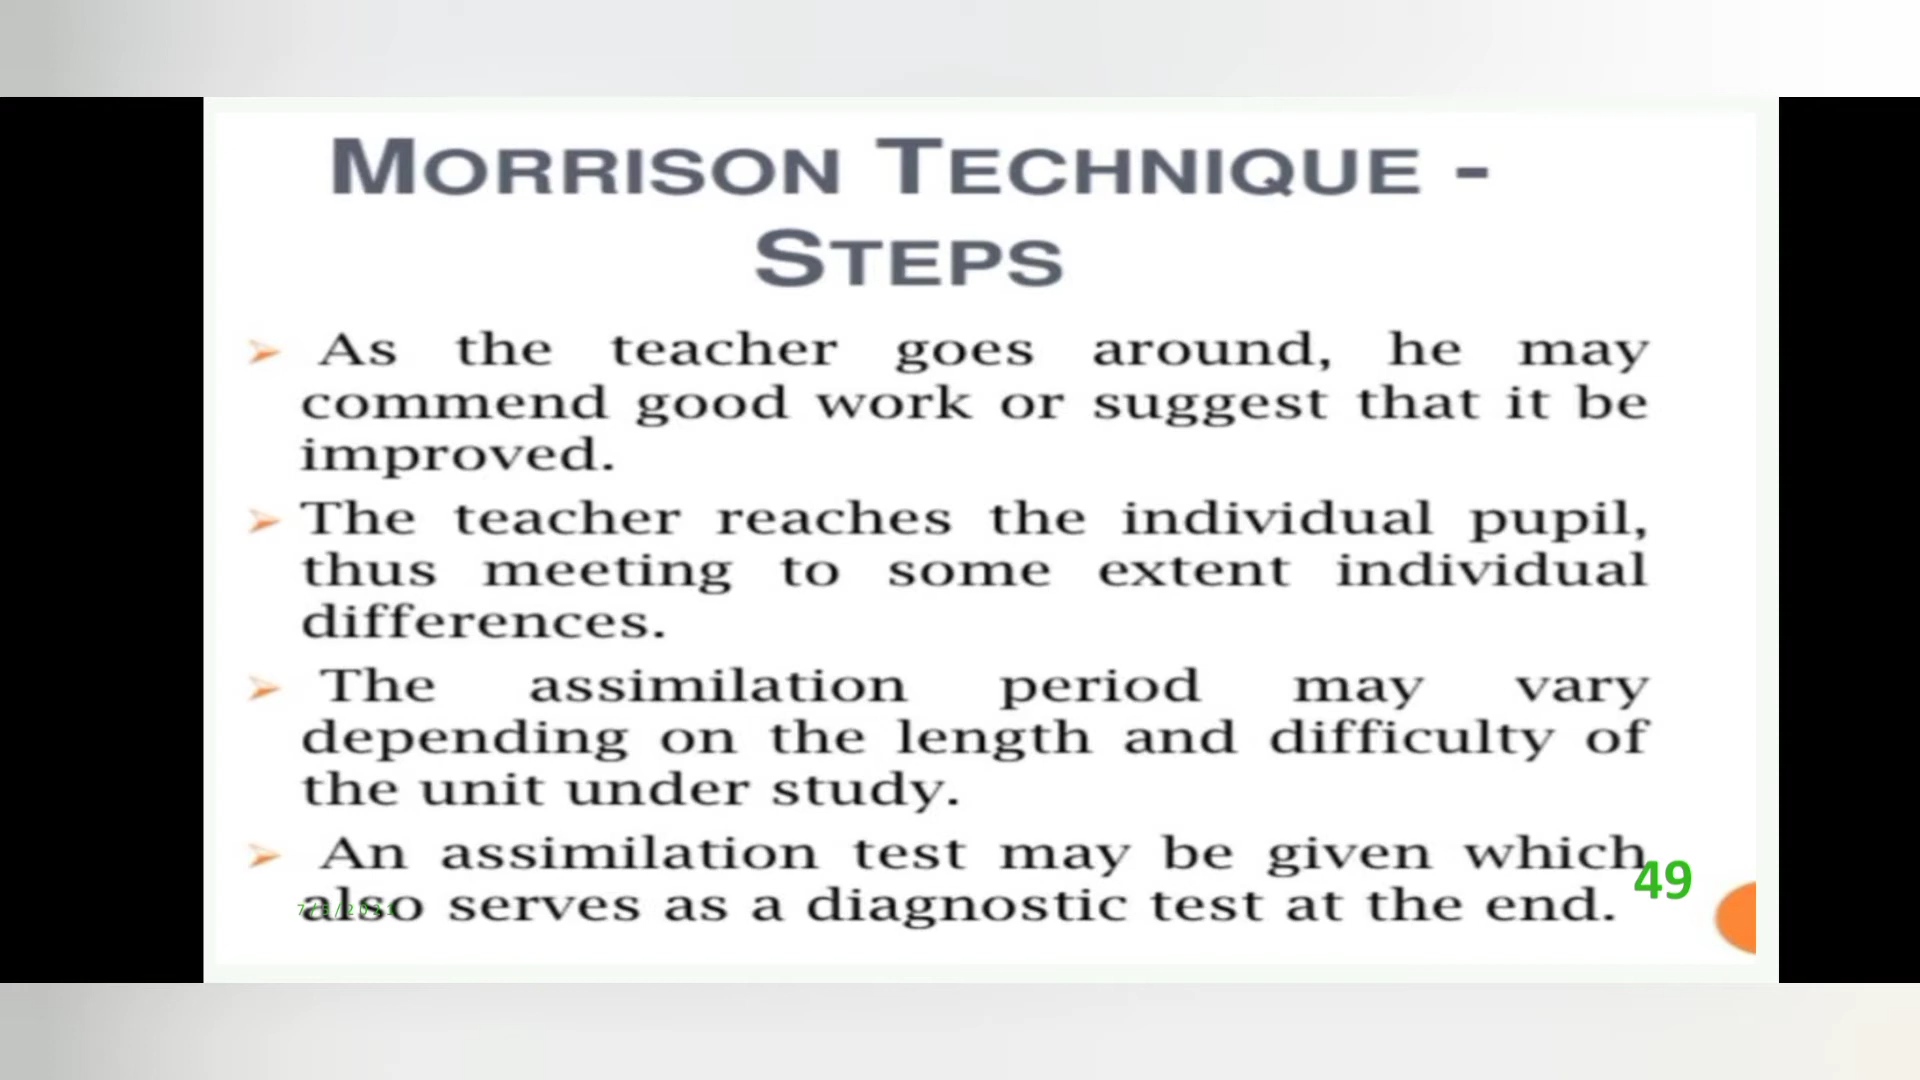 MORRISON TECHNIQUE -
STEPS
➢ As the teacher goes around, he may
commend good work or suggest that it be
improved.
➢ The teacher reaches the individual pupil,
thus meeting to some extent individual
differences.
➢ The assimilation period may vary
depending on the length and difficulty of
the unit under study.
➢ An assimilation test may be given which
also serves as a diagnostic test at the end.
49